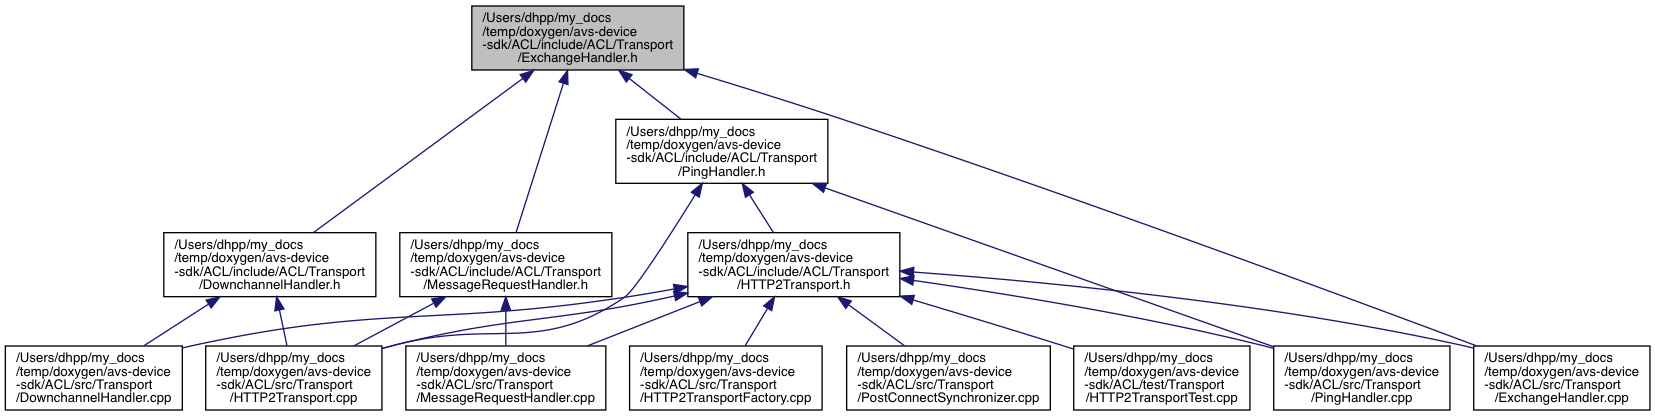 /Users/dhpp/my_docs
/temp/doxygen/avs-device
-sdk/ACL/include/ACL/Transport
/ExchangeHandler.h
/Users/dhpp/my_docs
/temp/doxygen/avs-device
-sdk/ACL/include/ACL/Transport
/PingHandler.h
/Users/dhpp/my_docs
/temp/doxygen/avs-device
-sdk/ACL/include/ACL/Transport
/DownchannelHandler.h
/Users/dhpp/my_docs
/temp/doxygen/avs-device
-sdk/ACL/include/ACL/Transport
/MessageRequestHandler.h
/Users/dhpp/my_docs
/temp/doxygen/avs-device
-sdk/ACL/include/ACL/Transport
/HTTP2Transport.h
/Users/dhpp/my_docs
/temp/doxygen/avs-device
-sdk/ACL/src/Transport
/DownchannelHandler.cpp
/Users/dhpp/my_docs
/temp/doxygen/avs-device
-sdk/ACL/src/Transport
/HTTP2Transport.cpp
/Users/dhpp/my_docs
/temp/doxygen/avs-device
-sdk/ACL/src/Transport
/MessageRequestHandler.cpp
/Users/dhpp/my_docs
/temp/doxygen/avs-device
-sdk/ACL/src/Transport
/HTTP2TransportFactory.cpp
/Users/dhpp/my_docs
/temp/doxygen/avs-device
-sdk/ACL/src/Transport
/PostConnectSynchronizer.cpp
/Users/dhpp/my_docs
/temp/doxygen/avs-device
-sdk/ACL/test/Transport
/HTTP2TransportTest.cpp
/Users/dhpp/my_docs
/temp/doxygen/avs-device
-sdk/ACL/src/Transport
/PingHandler.cpp
/Users/dhpp/my_docs
/temp/doxygen/avs-device
-sdk/ACL/src/Transport
/ExchangeHandler.cpp